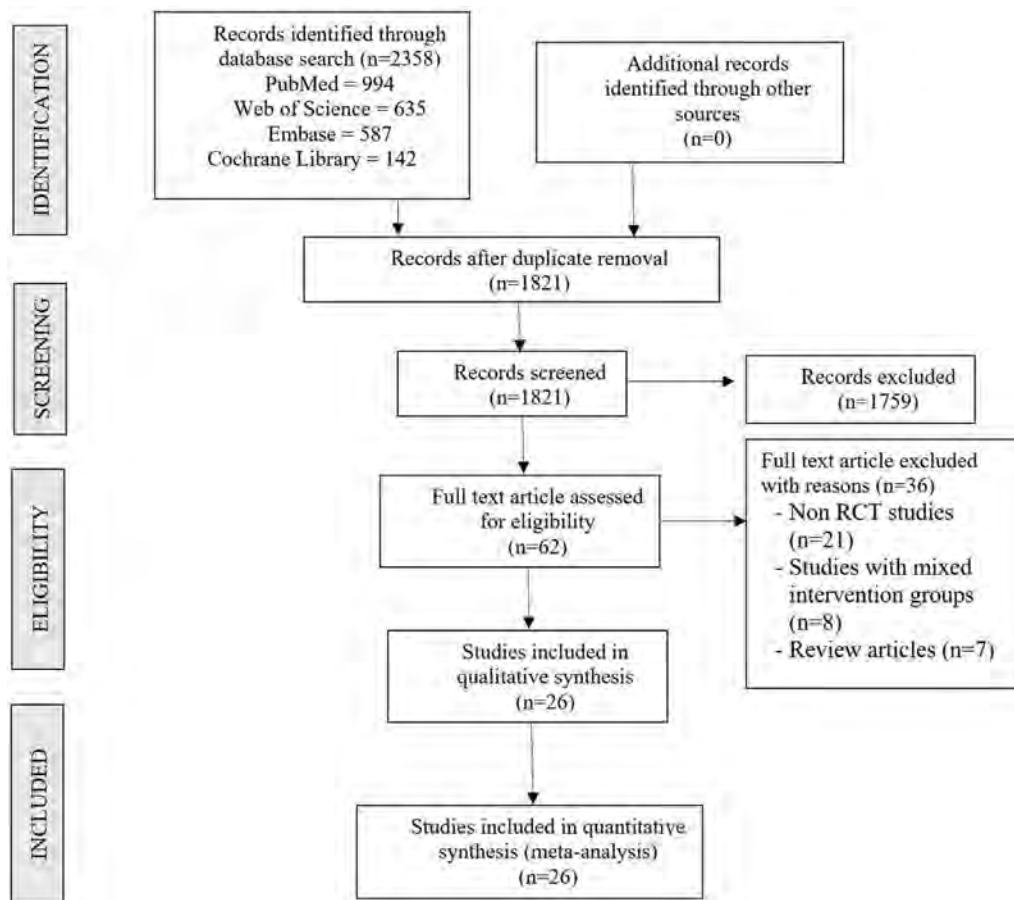 IDENTIFICATION
Records identified through
database search (n=2358)
PubMed = 994
Web of Science = 635
Embase = 587
Cochrane Library = 142
Additional records
identified through other
sources
(n=0)
Records after duplicate removal
(n=1821)
SCREENING
Records screened
(n=1821)
Records excluded
(n=1759)
ELIGIBILITY
Full text article assessed
for eligibility
(n=62)
Full text article excluded
with reasons (n=36)
- Non RCT studies
(n=21)
- Studies with mixed
intervention groups
(n=8)
- Review articles (n=7)
Studies included in
qualitative synthesis
(n=26)
INCLUDED
Studies included in quantitative
synthesis (meta-analysis)
(n=26)